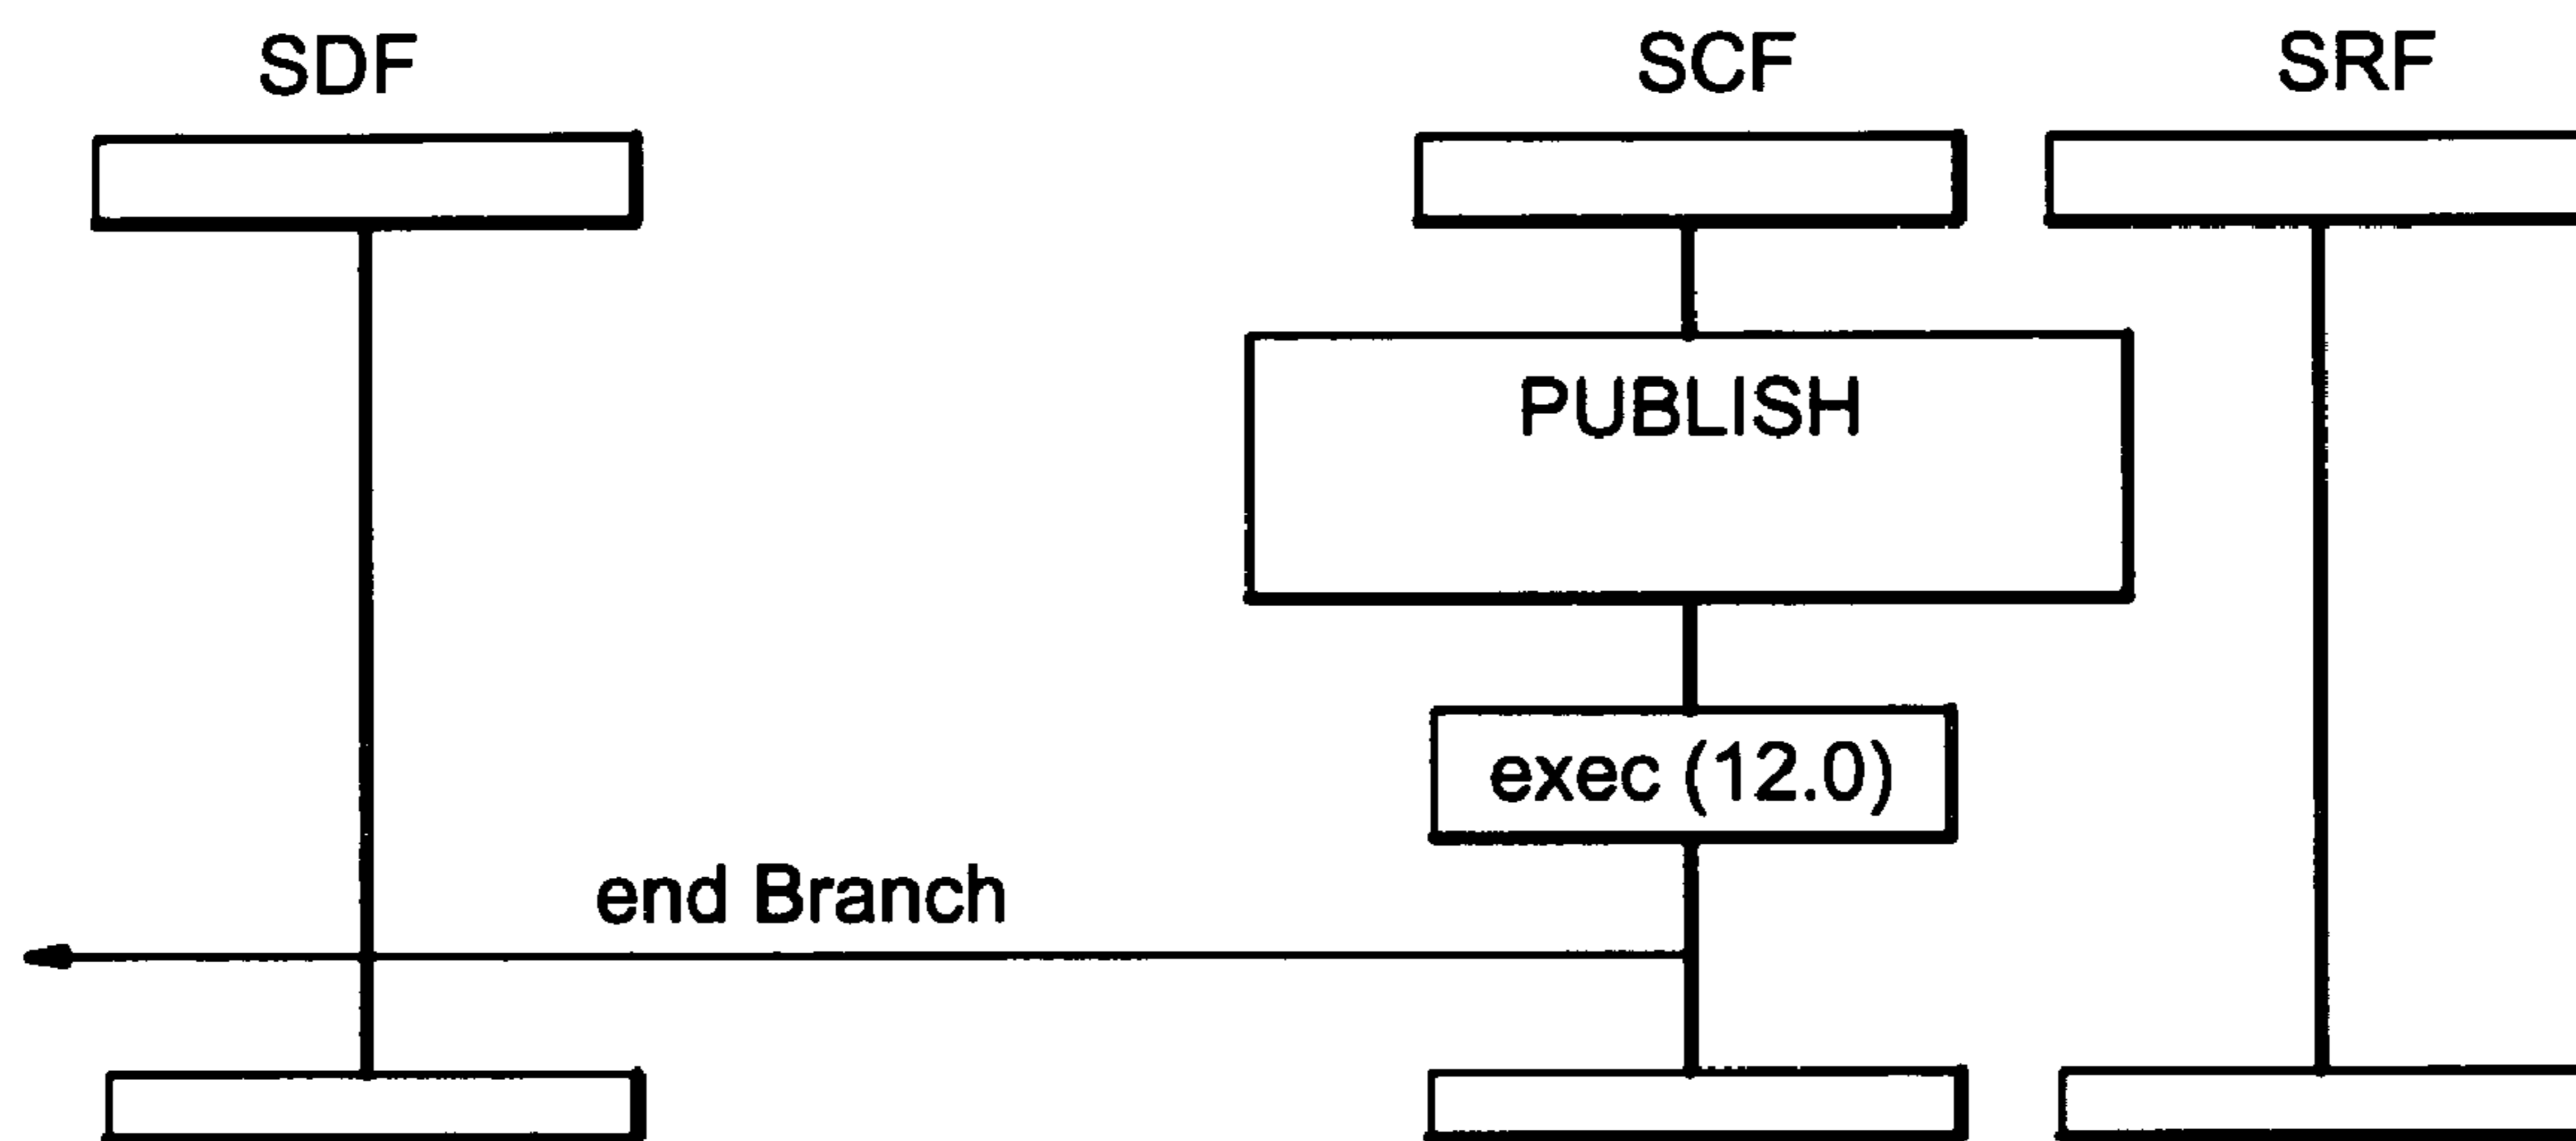 SDF
SCF
SRF
PUBLISH
exec (12.0)
end Branch